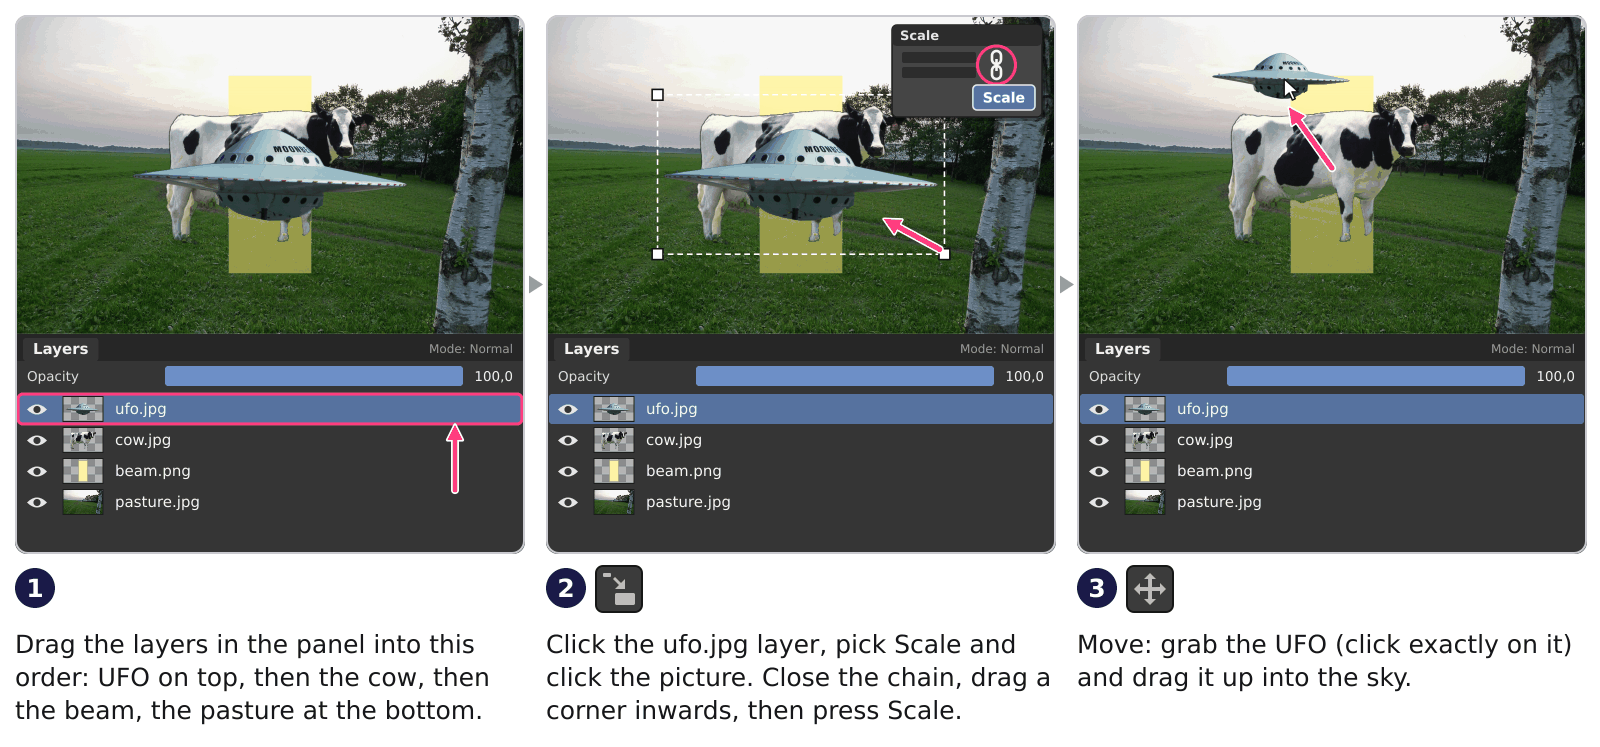 MOONB
Layers
Mode: Normal
Opacity
100,0
ufo.jpg
cow.jpg
beam.png
pasture.jpg
1
Drag the layers in the panel into this
order: UFO on top, then the cow, then
the beam, the pasture at the bottom.
Scale
Scale
Layers
Mode: Normal
Opacity
100,0
ufo.jpg
cow.jpg
beam.png
pasture.jpg
2
Click the ufo.jpg layer, pick Scale and
click the picture. Close the chain, drag a
corner inwards, then press Scale.
Layers
Mode: Normal
Opacity
100,0
ufo.jpg
cow.jpg
beam.png
pasture.jpg
3
Move: grab the UFO (click exactly on it)
and drag it up into the sky.